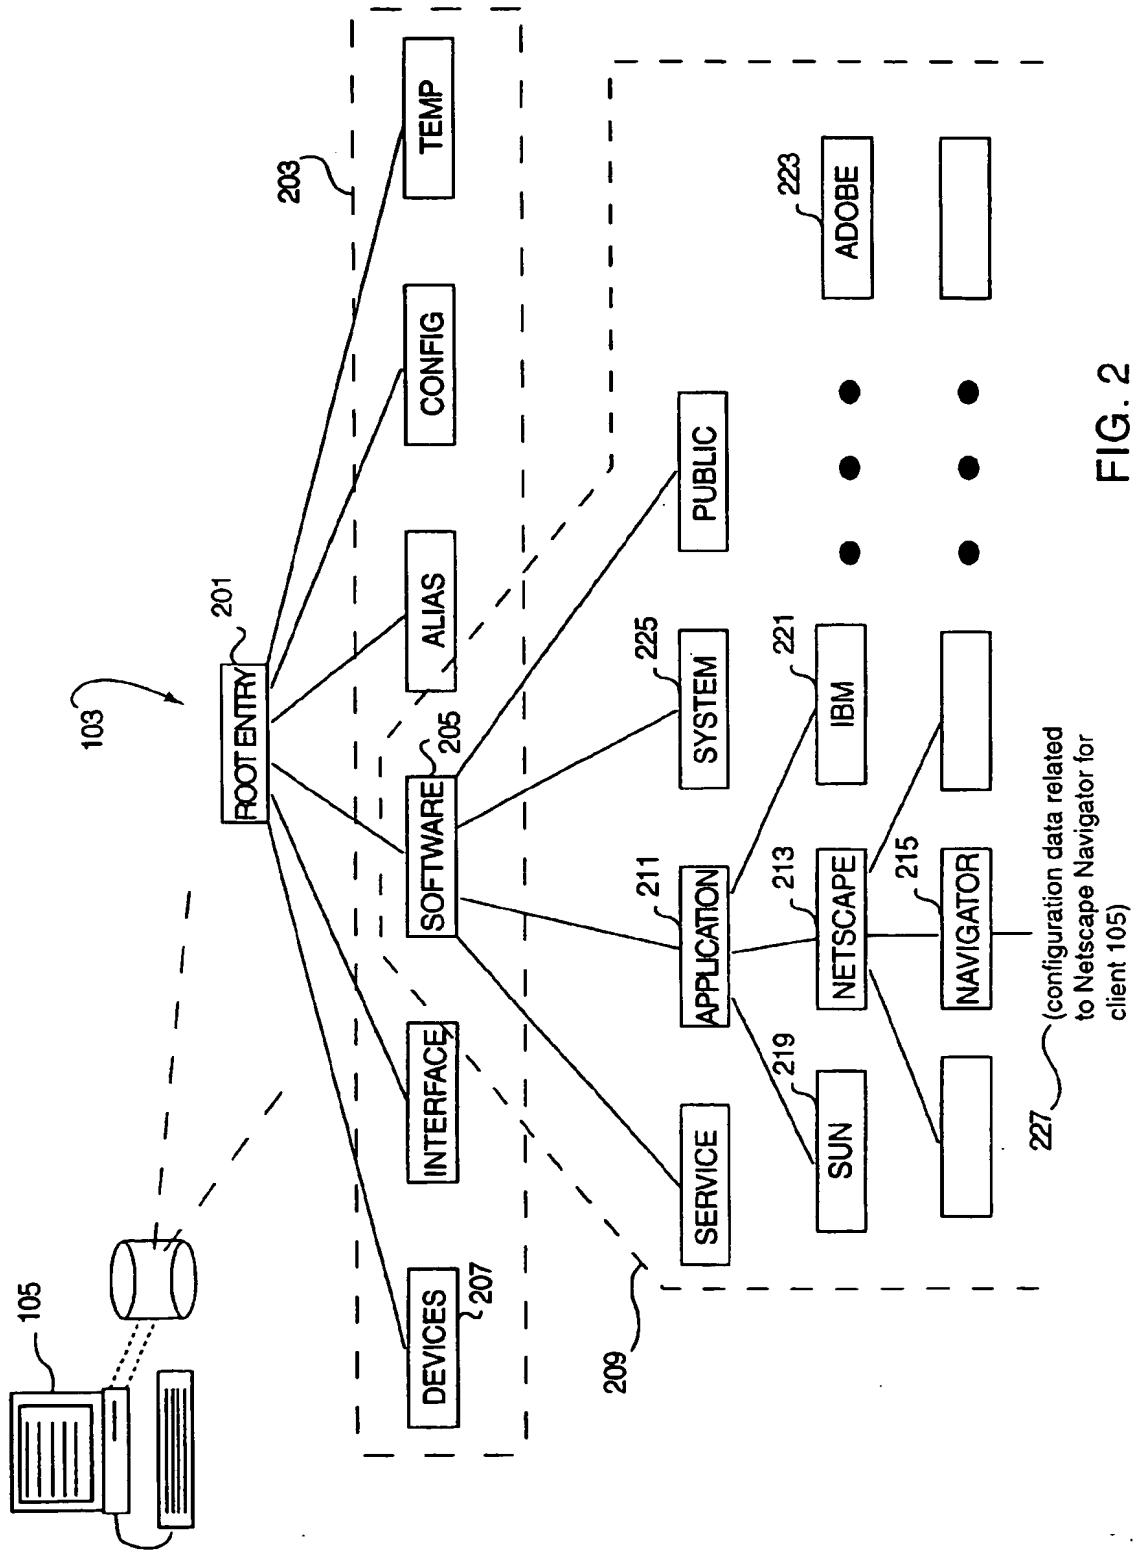 105
103
201
ROOT ENTRY
203
DEVICES
INTERFACE
SOFTWARE
ALIAS
CONFIG
TEMP
207
205
209
SERVICE
APPLICATION
SYSTEM
PUBLIC
211
225
219
213
221
223
SUN
NETSCAPE
IBM
ADOBE
215
NAVIGATOR
227
(configuration data related
to Netscape Navigator for
client 105)
FIG. 2